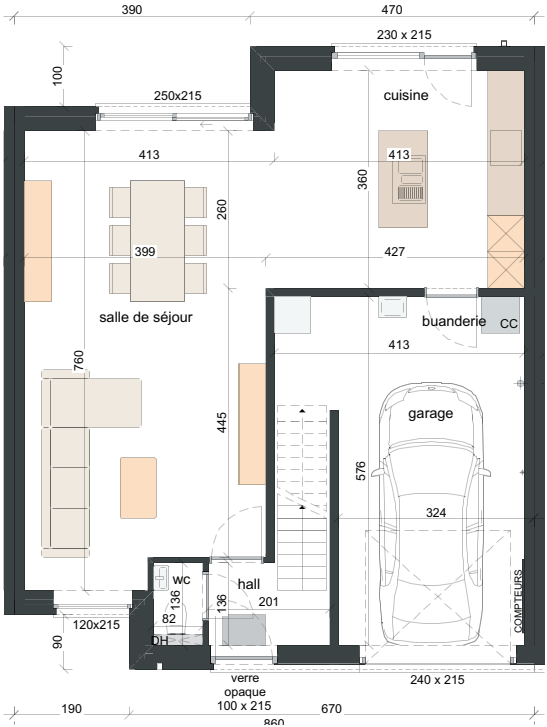 390
470
230 x 215
100
250x215
cuisine
413
413
360
260
399
427
salle de séjour
buanderie
CC
413
760
garage
445
576
324
wc
hall
136
136
201
82
DH
COMPTEURS
120x215
90
verre
opaque
100 x 215
240 x 215
190
670
860